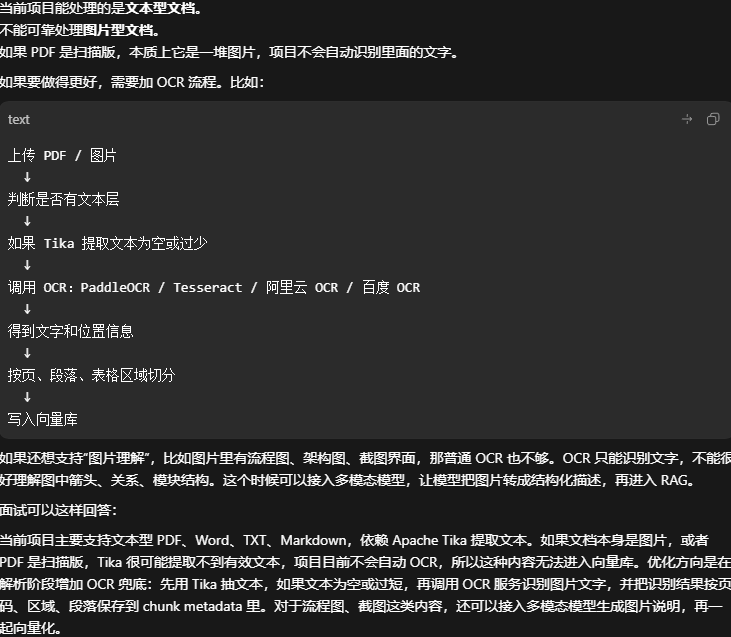 当前项目能处理的是文本型文档。
不能可靠处理图片型文档。
如果 PDF 是扫描版，本质上它是一堆图片，项目不会自动识别里面的文字。
如果要做得更好，需要加 OCR 流程。比如：
text
上传 PDF / 图片
↓
判断是否有文本层
↓
如果 Tika 提取文本为空或过少
↓
调用 OCR：PaddleOCR / Tesseract / 阿里云 OCR / 百度 OCR
↓
得到文字和位置信息
↓
按页、段落、表格区域切分
↓
写入向量库
如果还想支持“图片理解”，比如图片里有流程图、架构图、截图界面，那普通 OCR 也不够。OCR 只能识别文字，不能很
好理解图中箭头、关系、模块结构。这个时候可以接入多模态模型，让模型把图片转成结构化描述，再进入 RAG。
面试可以这样回答：
当前项目主要支持文本型 PDF、Word、TXT、Markdown，依赖 Apache Tika 提取文本。如果文档本身是图片，或者
PDF 是扫描版，Tika 很可能提取不到有效文本，项目目前不会自动 OCR，所以这种内容无法进入向量库。优化方向是在
解析阶段增加 OCR 兜底：先用 Tika 抽文本，如果文本为空或过短，再调用 OCR 服务识别图片文字，并把识别结果按页
码、区域、段落保存到 chunk metadata 里。对于流程图、截图这类内容，还可以接入多模态模型生成图片说明，再一
起向量化。